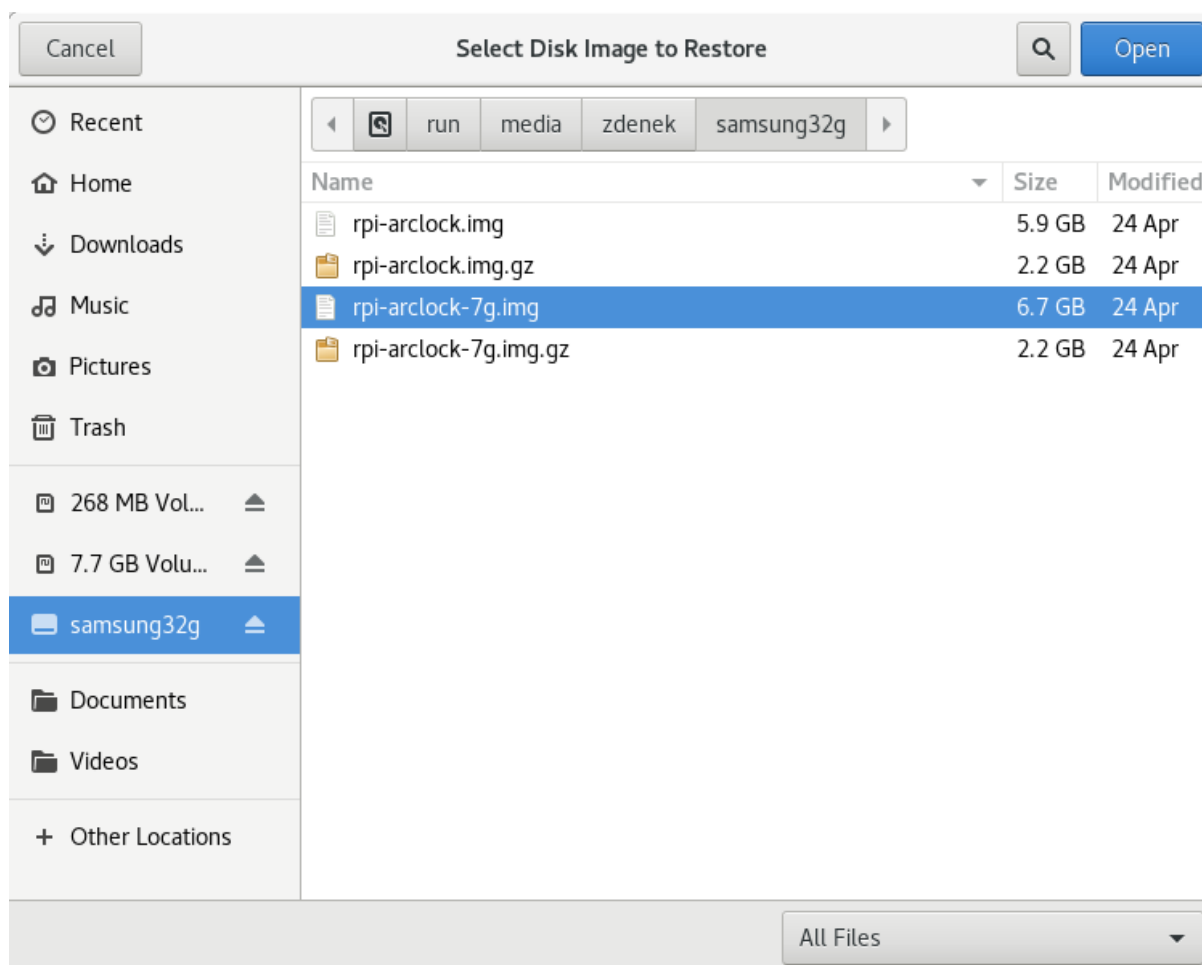 Cancel Select Disk Image to Restore Open
Recent
Home
Downloads
Music
Pictures
Trash
268 MB Vol...
7.7 GB Volu...
samsung32g
Documents
Videos
+ Other Locations
run media zdenek samsung32g
Name Size Modified
rpi-arclock.img 5.9 GB 24 Apr
rpi-arclock.img.gz 2.2 GB 24 Apr
rpi-arclock-7g.img 6.7 GB 24 Apr
rpi-arclock-7g.img.gz 2.2 GB 24 Apr
All Files